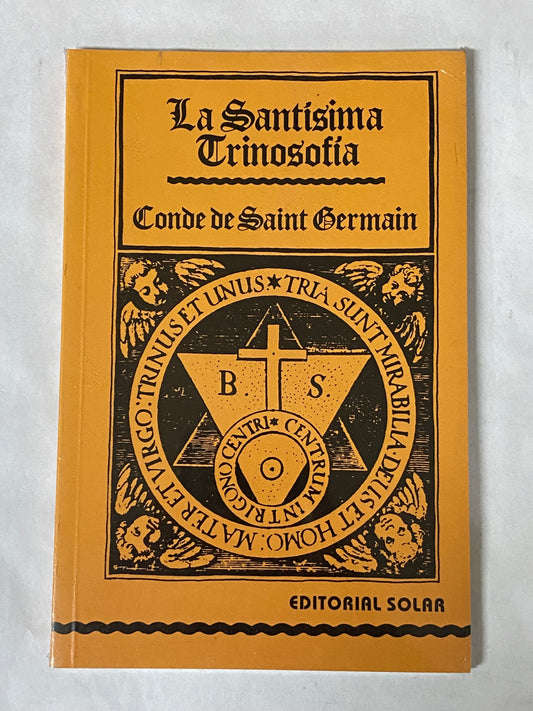 La Santísima
Trinosofía
Conde de Saint Germain
TRIA SUNT MIRABILIA · DEUS ET HOMO : MATER ET VIRGO : TRINUS ET UNUS ✶
B. S.
CENTRUM IN TRIGONO CENTRI ✶
EDITORIAL SOLAR